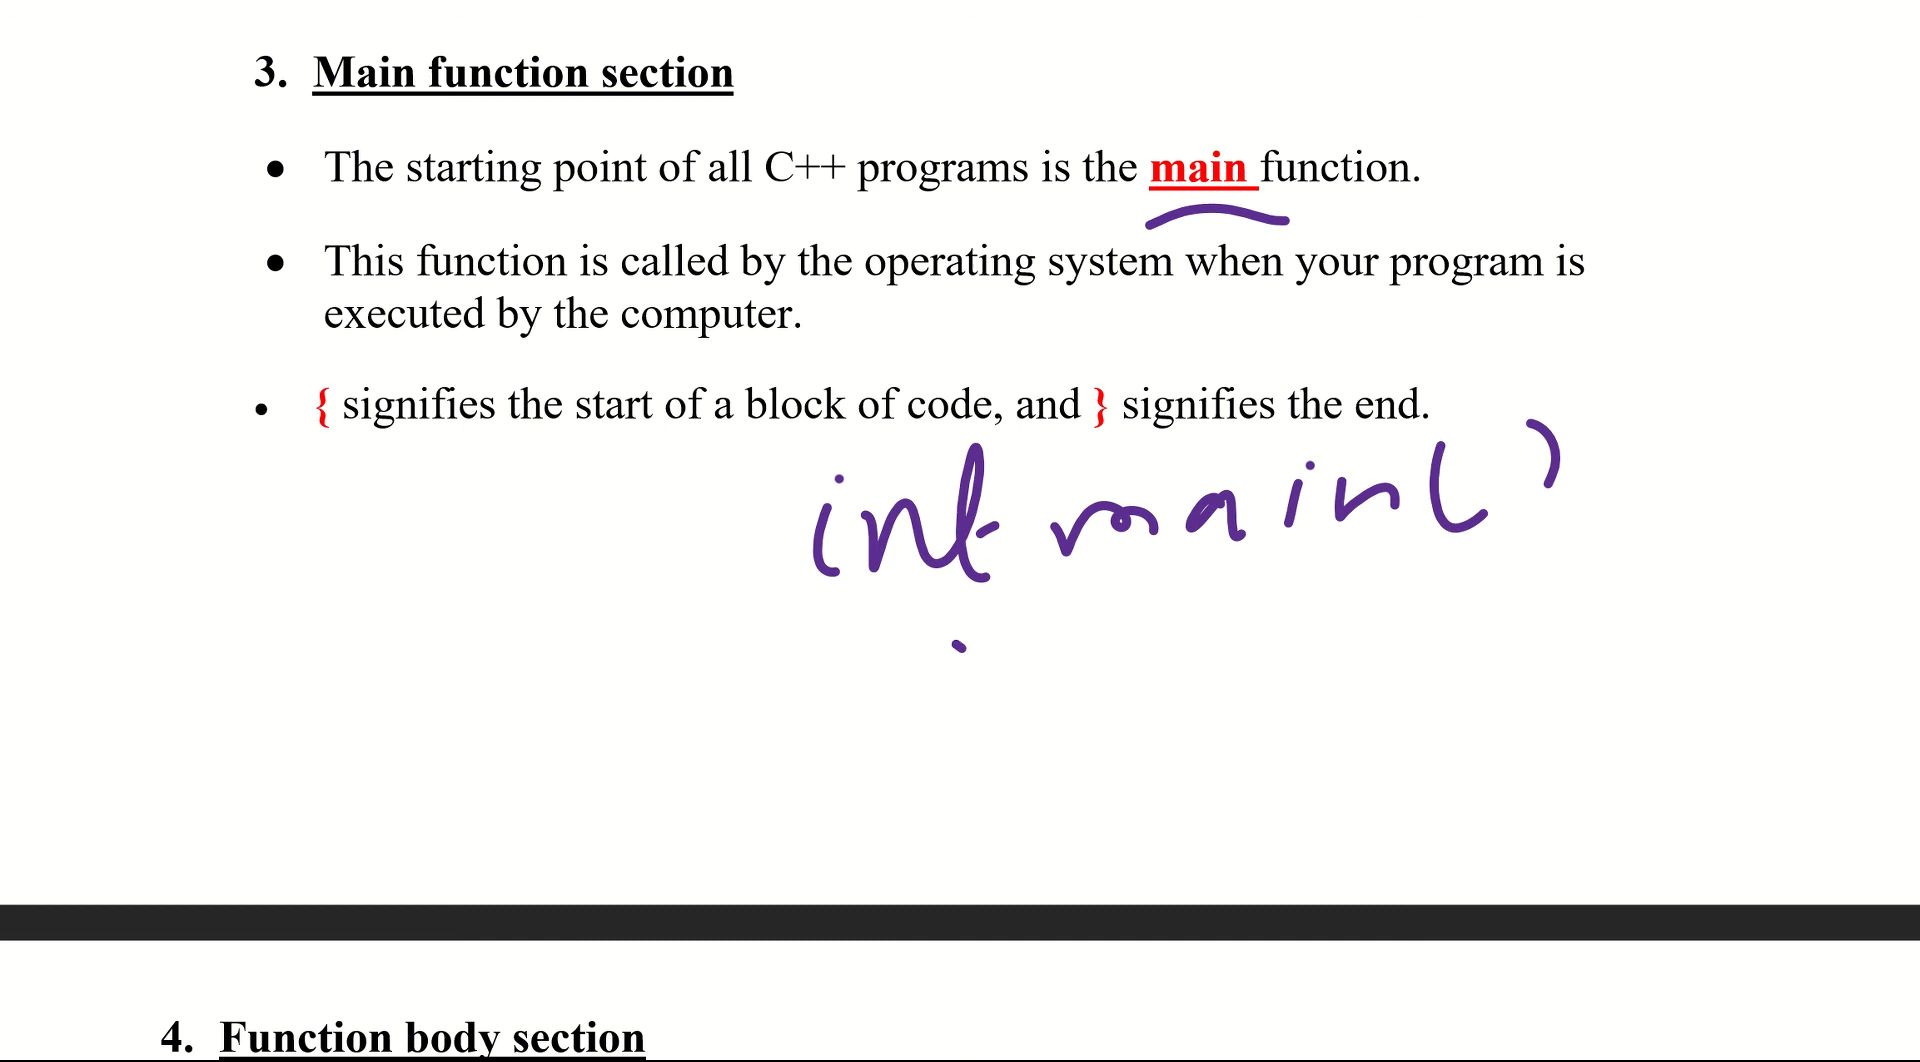 3. Main function section
• The starting point of all C++ programs is the main function.
• This function is called by the operating system when your program is
executed by the computer.
• { signifies the start of a block of code, and } signifies the end.
int main()
4. Function body section